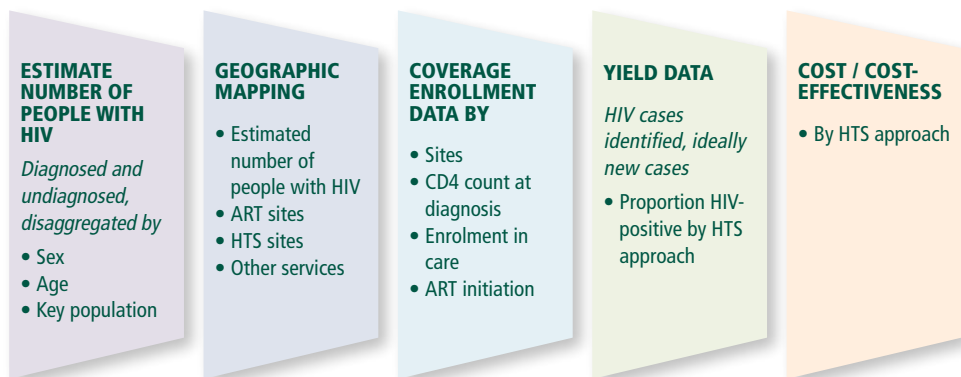 ESTIMATE
NUMBER OF
PEOPLE WITH
HIV
Diagnosed and
undiagnosed,
disaggregated by
• Sex
• Age
• Key population
GEOGRAPHIC
MAPPING
• Estimated
number of
people with HIV
• ART sites
• HTS sites
• Other services
COVERAGE
ENROLLMENT
DATA BY
• Sites
• CD4 count at
diagnosis
• Enrolment in
care
• ART initiation
YIELD DATA
HIV cases
identified, ideally
new cases
• Proportion HIV-
positive by HTS
approach
COST / COST-
EFFECTIVENESS
• By HTS approach